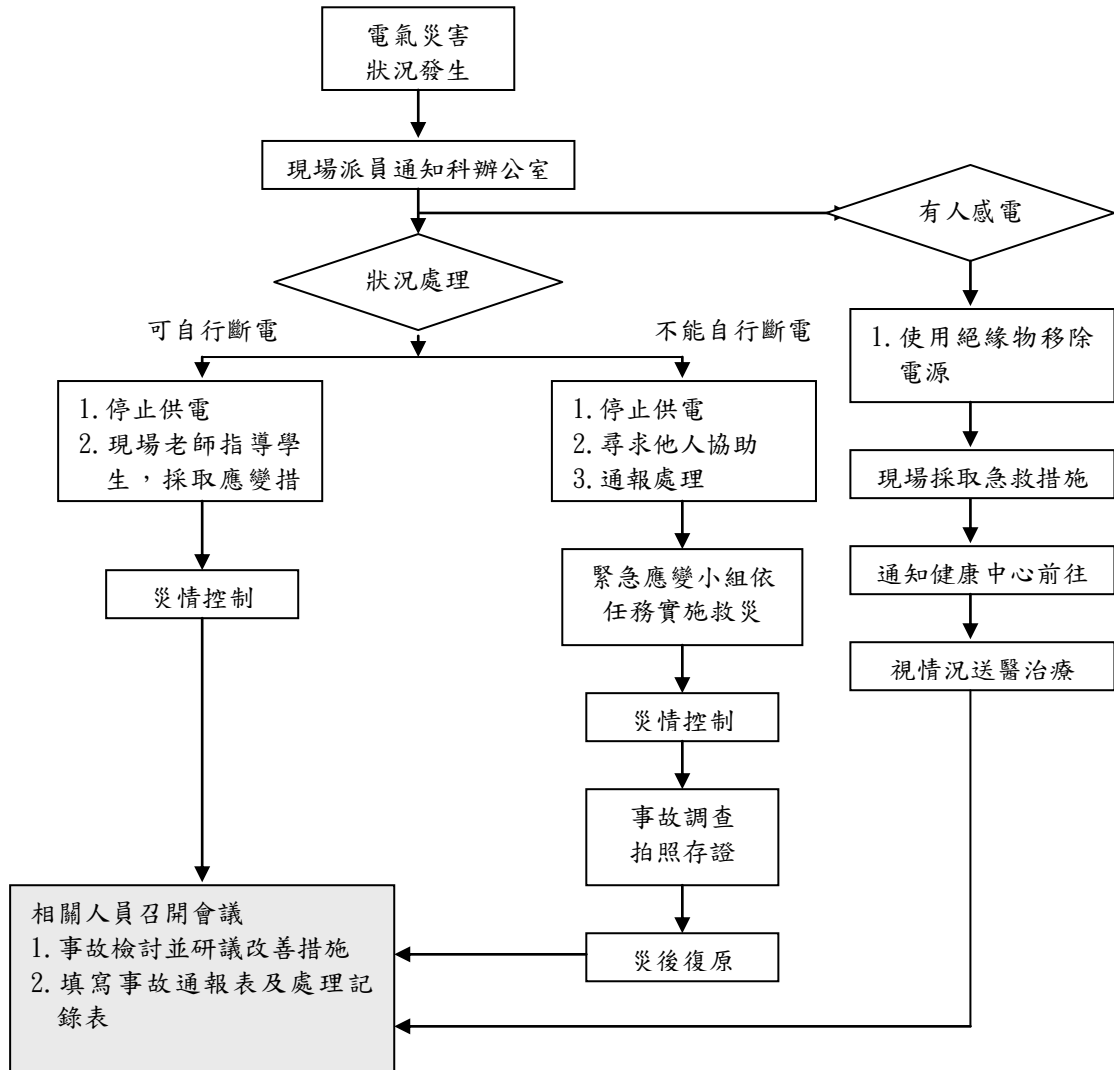 電氣災害
狀況發生
現場派員通知科辦公室
有人感電
狀況處理
可自行斷電
不能自行斷電
1.停止供電
2.現場老師指導學
生，採取應變措
1.停止供電
2.尋求他人協助
3.通報處理
1.使用絕緣物移除
電源
現場採取急救措施
通知健康中心前往
視情況送醫治療
災情控制
緊急應變小組依
任務實施救災
災情控制
事故調查
拍照存證
災後復原
相關人員召開會議
1.事故檢討並研議改善措施
2.填寫事故通報表及處理記
錄表